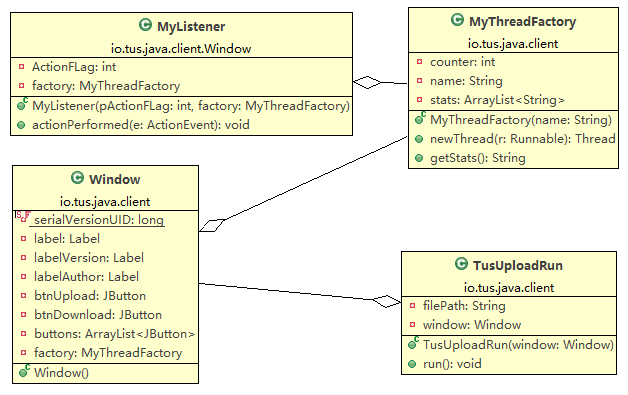 MyListener
io.tus.java.client.Window
ActionFLag: int
factory: MyThreadFactory
MyListener(pActionFLag: int, factory: MyThreadFactory)
actionPerformed(e: ActionEvent): void
MyThreadFactory
io.tus.java.client
counter: int
name: String
stats: ArrayList<String>
MyThreadFactory(name: String)
newThread(r: Runnable): Thread
getStats(): String
Window
io.tus.java.client
serialVersionUID: long
label: Label
labelVersion: Label
labelAuthor: Label
btnUpload: JButton
btnDownload: JButton
buttons: ArrayList<JButton>
factory: MyThreadFactory
Window()
TusUploadRun
io.tus.java.client
filePath: String
window: Window
TusUploadRun(window: Window)
run(): void